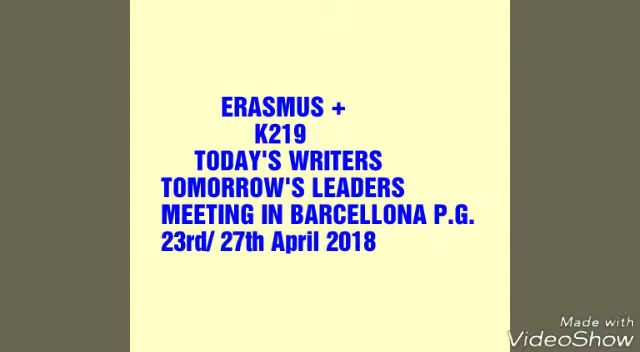 ERASMUS +
K219
TODAY'S WRITERS
TOMORROW'S LEADERS
MEETING IN BARCELLONA P.G.
23rd/ 27th April 2018
Made with
VideoShow